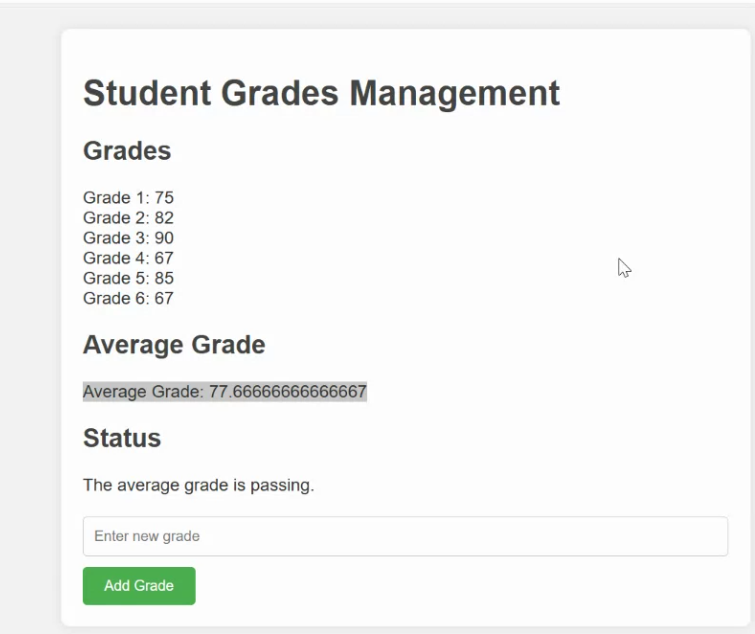 Student Grades Management
Grades
Grade 1: 75
Grade 2: 82
Grade 3: 90
Grade 4: 67
Grade 5: 85
Grade 6: 67
Average Grade
Average Grade: 77.66666666666667
Status
The average grade is passing.
Enter new grade
Add Grade